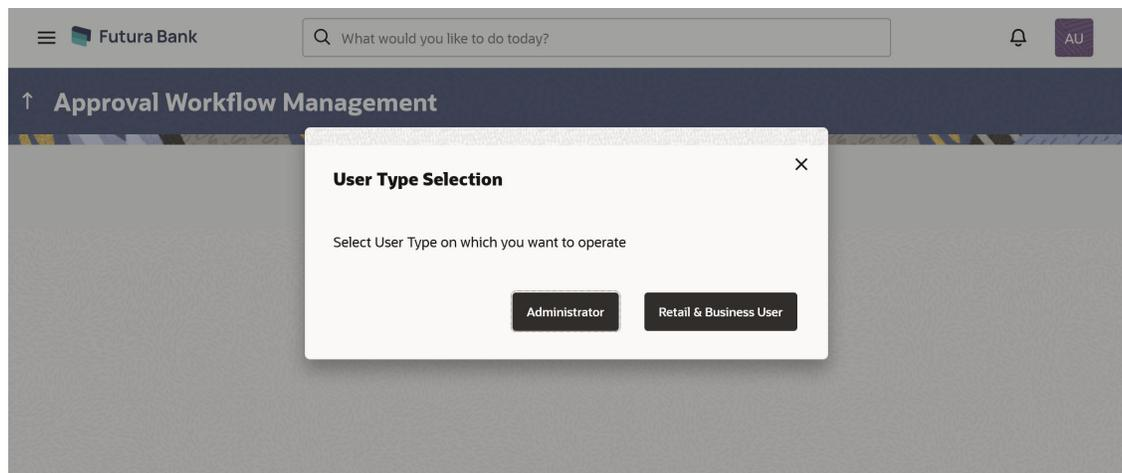 Futura Bank
What would you like to do today?
AU
Approval Workflow Management
User Type Selection
Select User Type on which you want to operate
Administrator
Retail & Business User